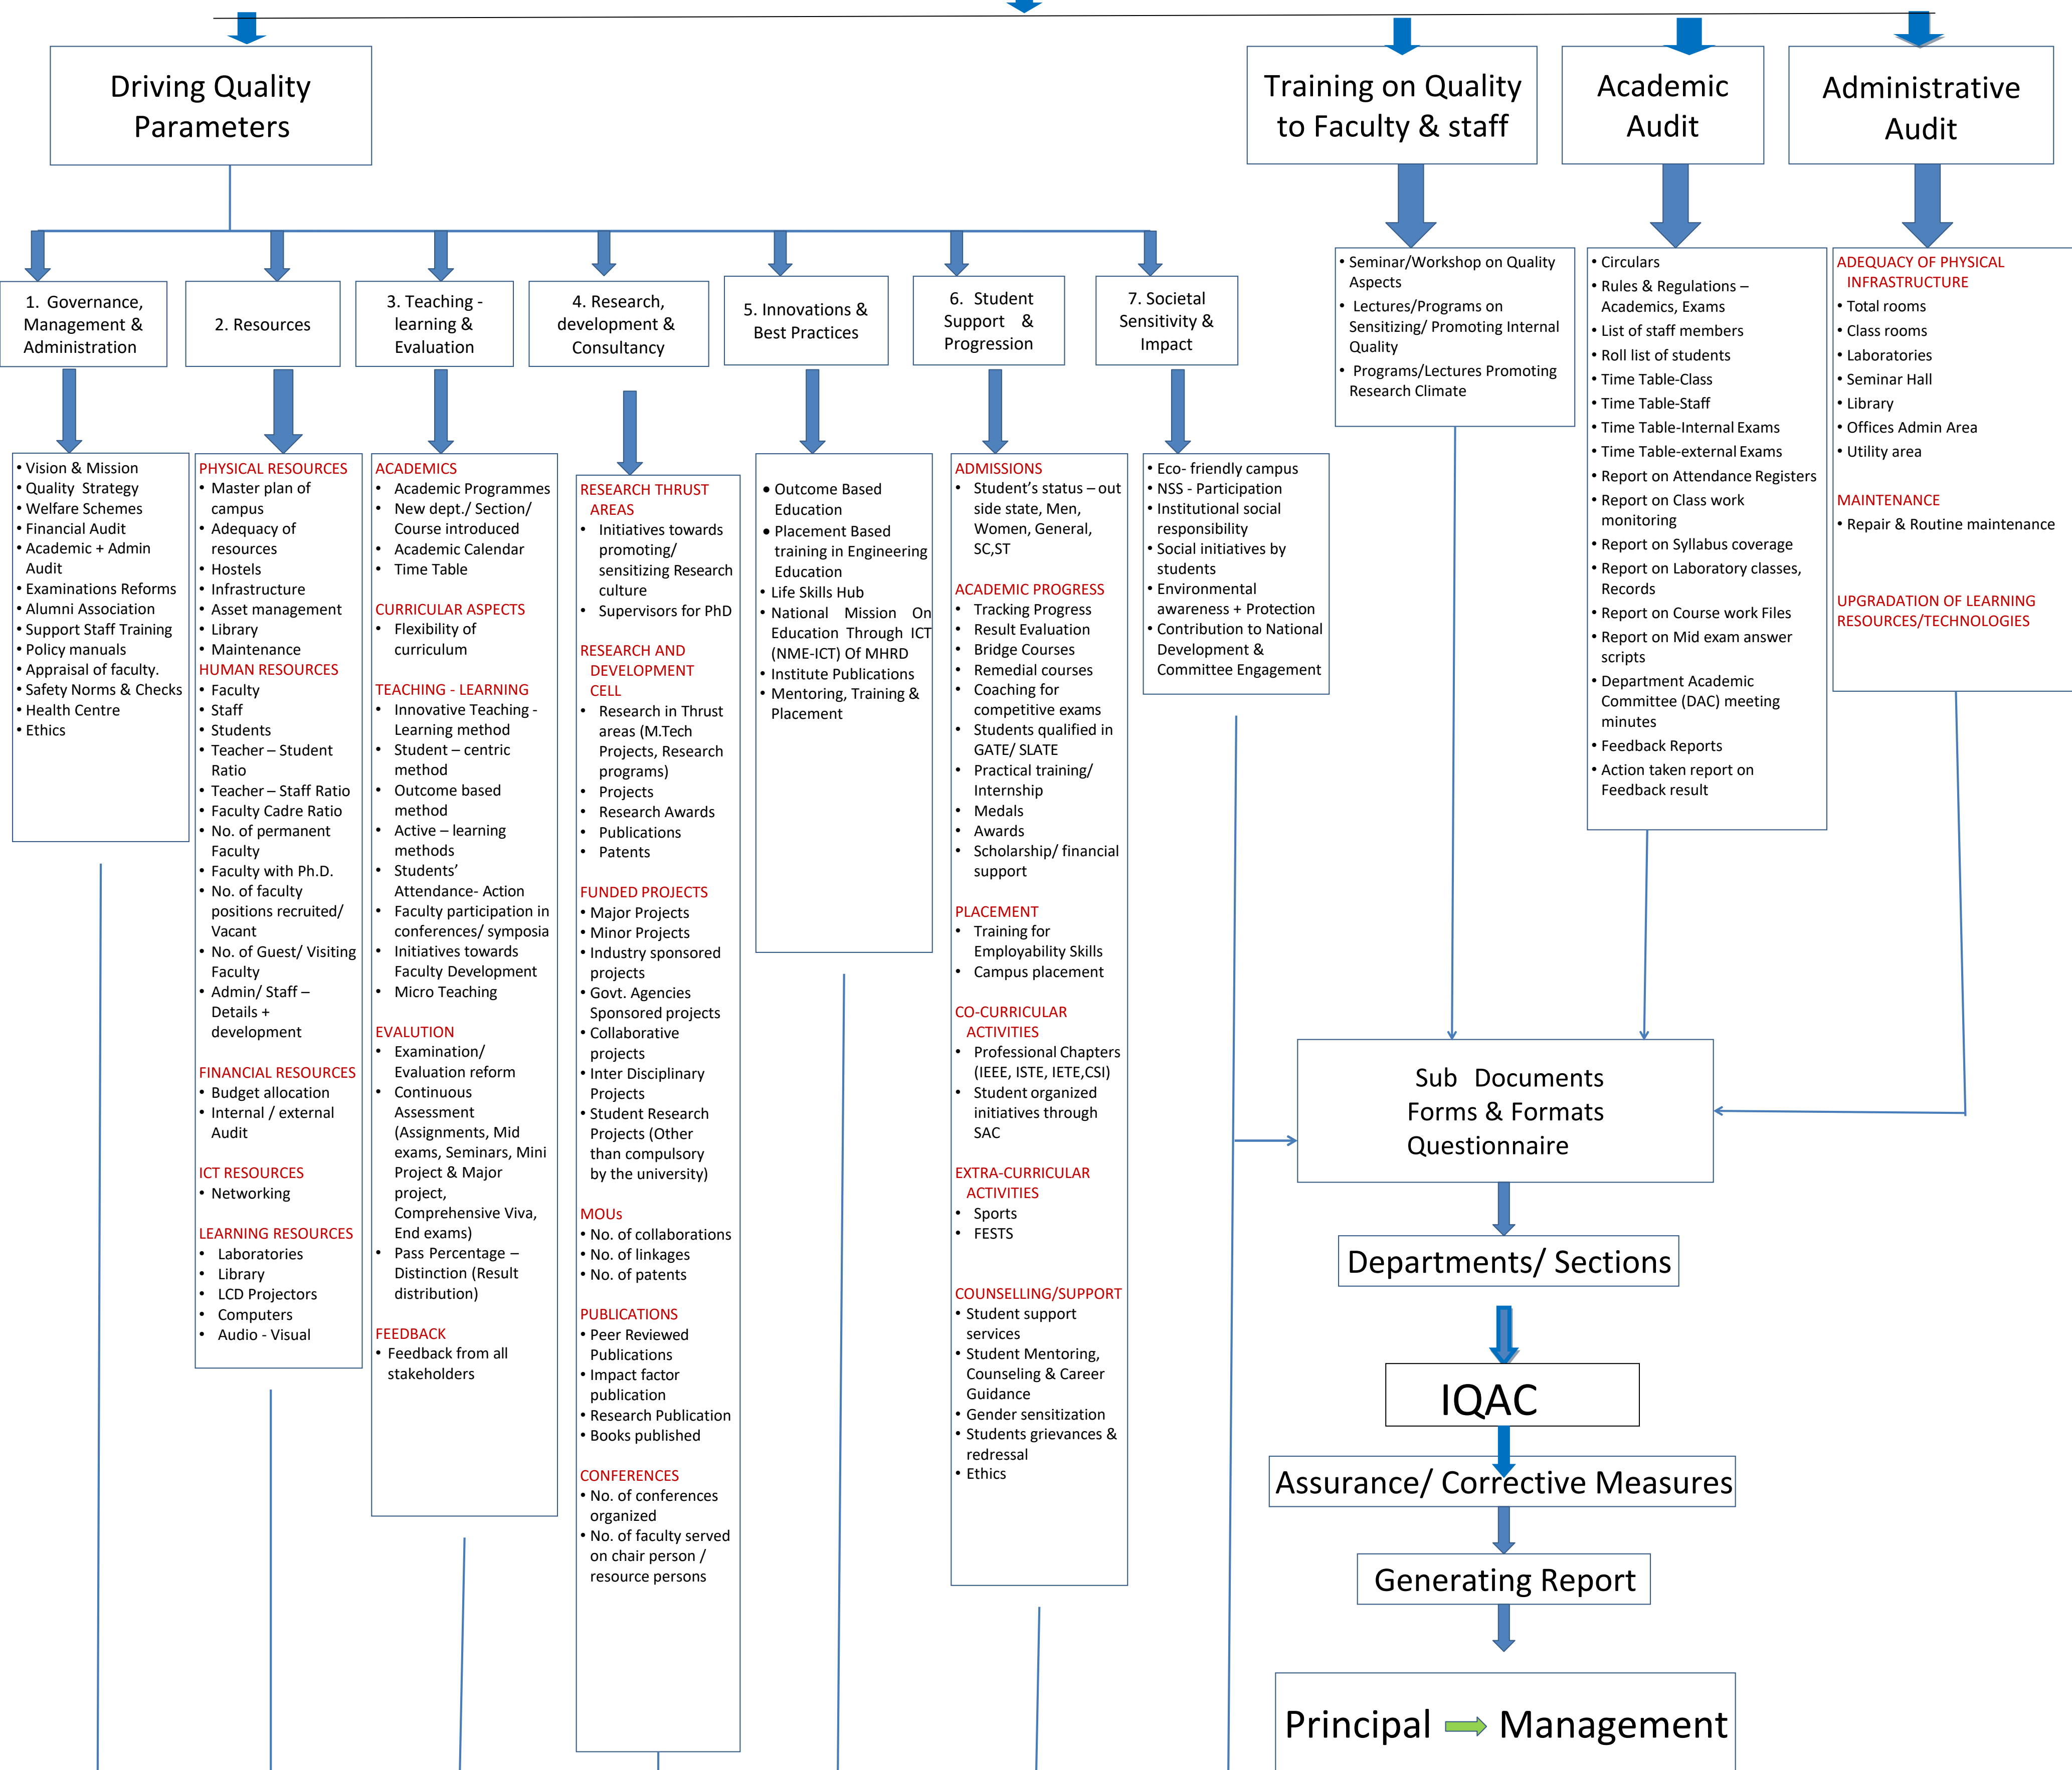 Driving Quality
Parameters
Training on Quality
to Faculty & staff
Academic
Audit
Administrative
Audit
1. Governance,
Management &
Administration
2. Resources
3. Teaching -
learning &
Evaluation
4. Research,
development &
Consultancy
5. Innovations &
Best Practices
6. Student
Support &
Progression
7. Societal
Sensitivity &
Impact
• Vision & Mission
• Quality Strategy
• Welfare Schemes
• Financial Audit
• Academic + Admin
Audit
• Examinations Reforms
• Alumni Association
• Support Staff Training
• Policy manuals
• Appraisal of faculty.
• Safety Norms & Checks
• Health Centre
• Ethics
PHYSICAL RESOURCES
• Master plan of
campus
• Adequacy of
resources
• Hostels
• Infrastructure
• Asset management
• Library
• Maintenance
HUMAN RESOURCES
• Faculty
• Staff
• Students
• Teacher – Student
Ratio
• Teacher – Staff Ratio
• Faculty Cadre Ratio
• No. of permanent
Faculty
• Faculty with Ph.D.
• No. of faculty
positions recruited/
Vacant
• No. of Guest/ Visiting
Faculty
• Admin/ Staff –
Details +
development
FINANCIAL RESOURCES
• Budget allocation
• Internal / external
Audit
ICT RESOURCES
• Networking
LEARNING RESOURCES
• Laboratories
• Library
• LCD Projectors
• Computers
• Audio - Visual
ACADEMICS
• Academic Programmes
• New dept./ Section/
Course introduced
• Academic Calendar
• Time Table
CURRICULAR ASPECTS
• Flexibility of
curriculum
TEACHING - LEARNING
• Innovative Teaching -
Learning method
• Student – centric
method
• Outcome based
method
• Active – learning
methods
• Students’
Attendance- Action
• Faculty participation in
conferences/ symposia
• Initiatives towards
Faculty Development
• Micro Teaching
EVALUTION
• Examination/
Evaluation reform
• Continuous
Assessment
(Assignments, Mid
exams, Seminars, Mini
Project & Major
project,
Comprehensive Viva,
End exams)
• Pass Percentage –
Distinction (Result
distribution)
FEEDBACK
• Feedback from all
stakeholders
RESEARCH THRUST
AREAS
• Initiatives towards
promoting/
sensitizing Research
culture
• Supervisors for PhD
RESEARCH AND
DEVELOPMENT
CELL
• Research in Thrust
areas (M.Tech
Projects, Research
programs)
• Projects
• Research Awards
• Publications
• Patents
FUNDED PROJECTS
• Major Projects
• Minor Projects
• Industry sponsored
projects
• Govt. Agencies
Sponsored projects
• Collaborative
projects
• Inter Disciplinary
Projects
• Student Research
Projects (Other
than compulsory
by the university)
MOUs
• No. of collaborations
• No. of linkages
• No. of patents
PUBLICATIONS
• Peer Reviewed
Publications
• Impact factor
publication
• Research Publication
• Books published
CONFERENCES
• No. of conferences
organized
• No. of faculty served
on chair person /
resource persons
• Outcome Based
Education
• Placement Based
training in Engineering
Education
• Life Skills Hub
• National Mission On
Education Through ICT
(NME-ICT) Of MHRD
• Institute Publications
• Mentoring, Training &
Placement
ADMISSIONS
• Student’s status – out
side state, Men,
Women, General,
SC,ST
ACADEMIC PROGRESS
• Tracking Progress
• Result Evaluation
• Bridge Courses
• Remedial courses
• Coaching for
competitive exams
• Students qualified in
GATE/ SLATE
• Practical training/
Internship
• Medals
• Awards
• Scholarship/ financial
support
PLACEMENT
• Training for
Employability Skills
• Campus placement
CO-CURRICULAR
ACTIVITIES
• Professional Chapters
(IEEE, ISTE, IETE,CSI)
• Student organized
initiatives through
SAC
EXTRA-CURRICULAR
ACTIVITIES
• Sports
• FESTS
COUNSELLING/SUPPORT
• Student support
services
• Student Mentoring,
Counseling & Career
Guidance
• Gender sensitization
• Students grievances &
redressal
• Ethics
• Eco- friendly campus
• NSS - Participation
• Institutional social
responsibility
• Social initiatives by
students
• Environmental
awareness + Protection
• Contribution to National
Development &
Committee Engagement
• Seminar/Workshop on Quality
Aspects
• Lectures/Programs on
Sensitizing/ Promoting Internal
Quality
• Programs/Lectures Promoting
Research Climate
• Circulars
• Rules & Regulations –
Academics, Exams
• List of staff members
• Roll list of students
• Time Table-Class
• Time Table-Staff
• Time Table-Internal Exams
• Time Table-external Exams
• Report on Attendance Registers
• Report on Class work
monitoring
• Report on Syllabus coverage
• Report on Laboratory classes,
Records
• Report on Course work Files
• Report on Mid exam answer
scripts
• Department Academic
Committee (DAC) meeting
minutes
• Feedback Reports
• Action taken report on
Feedback result
ADEQUACY OF PHYSICAL
INFRASTRUCTURE
• Total rooms
• Class rooms
• Laboratories
• Seminar Hall
• Library
• Offices Admin Area
• Utility area
MAINTENANCE
• Repair & Routine maintenance
UPGRADATION OF LEARNING
RESOURCES/TECHNOLOGIES
Sub Documents
Forms & Formats
Questionnaire
Departments/ Sections
IQAC
Assurance/ Corrective Measures
Generating Report
Principal Management